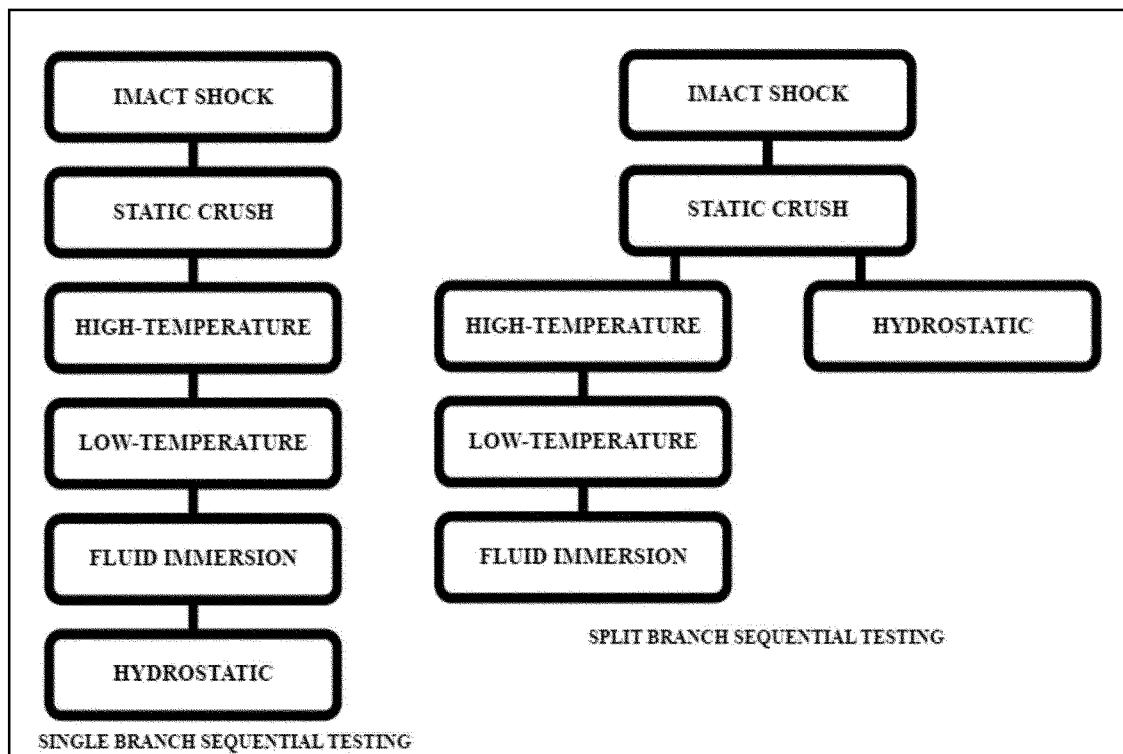 IMACT SHOCK
STATIC CRUSH
HIGH-TEMPERATURE
LOW-TEMPERATURE
FLUID IMMERSION
HYDROSTATIC
SINGLE BRANCH SEQUENTIAL TESTING
IMACT SHOCK
STATIC CRUSH
HIGH-TEMPERATURE
HYDROSTATIC
LOW-TEMPERATURE
FLUID IMMERSION
SPLIT BRANCH SEQUENTIAL TESTING